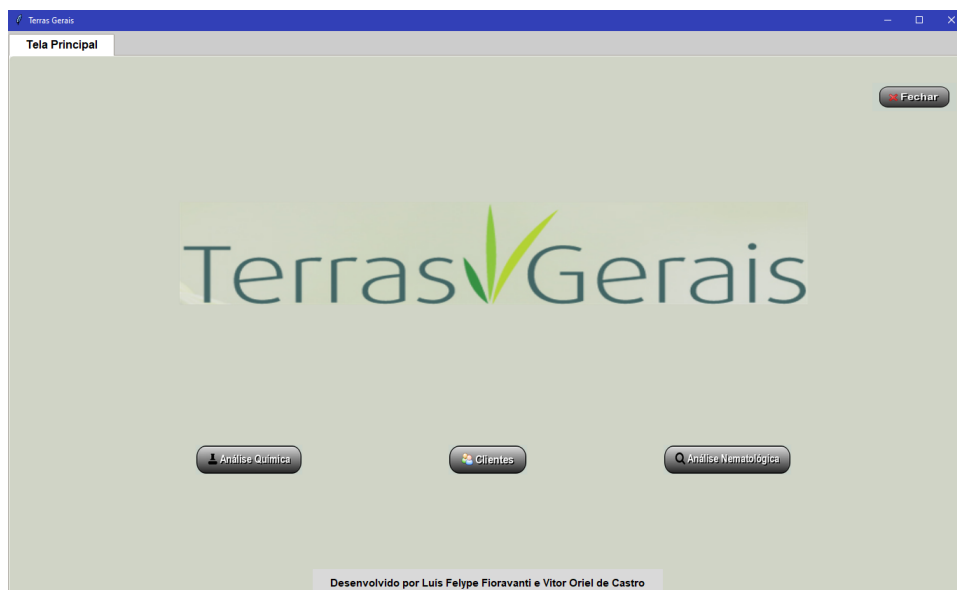 Terras Gerais
Tela Principal
Fechar
Terras Gerais
Análise Química
Clientes
Análise Nematológica
Desenvolvido por Luis Felype Fioravanti e Vitor Oriel de Castro